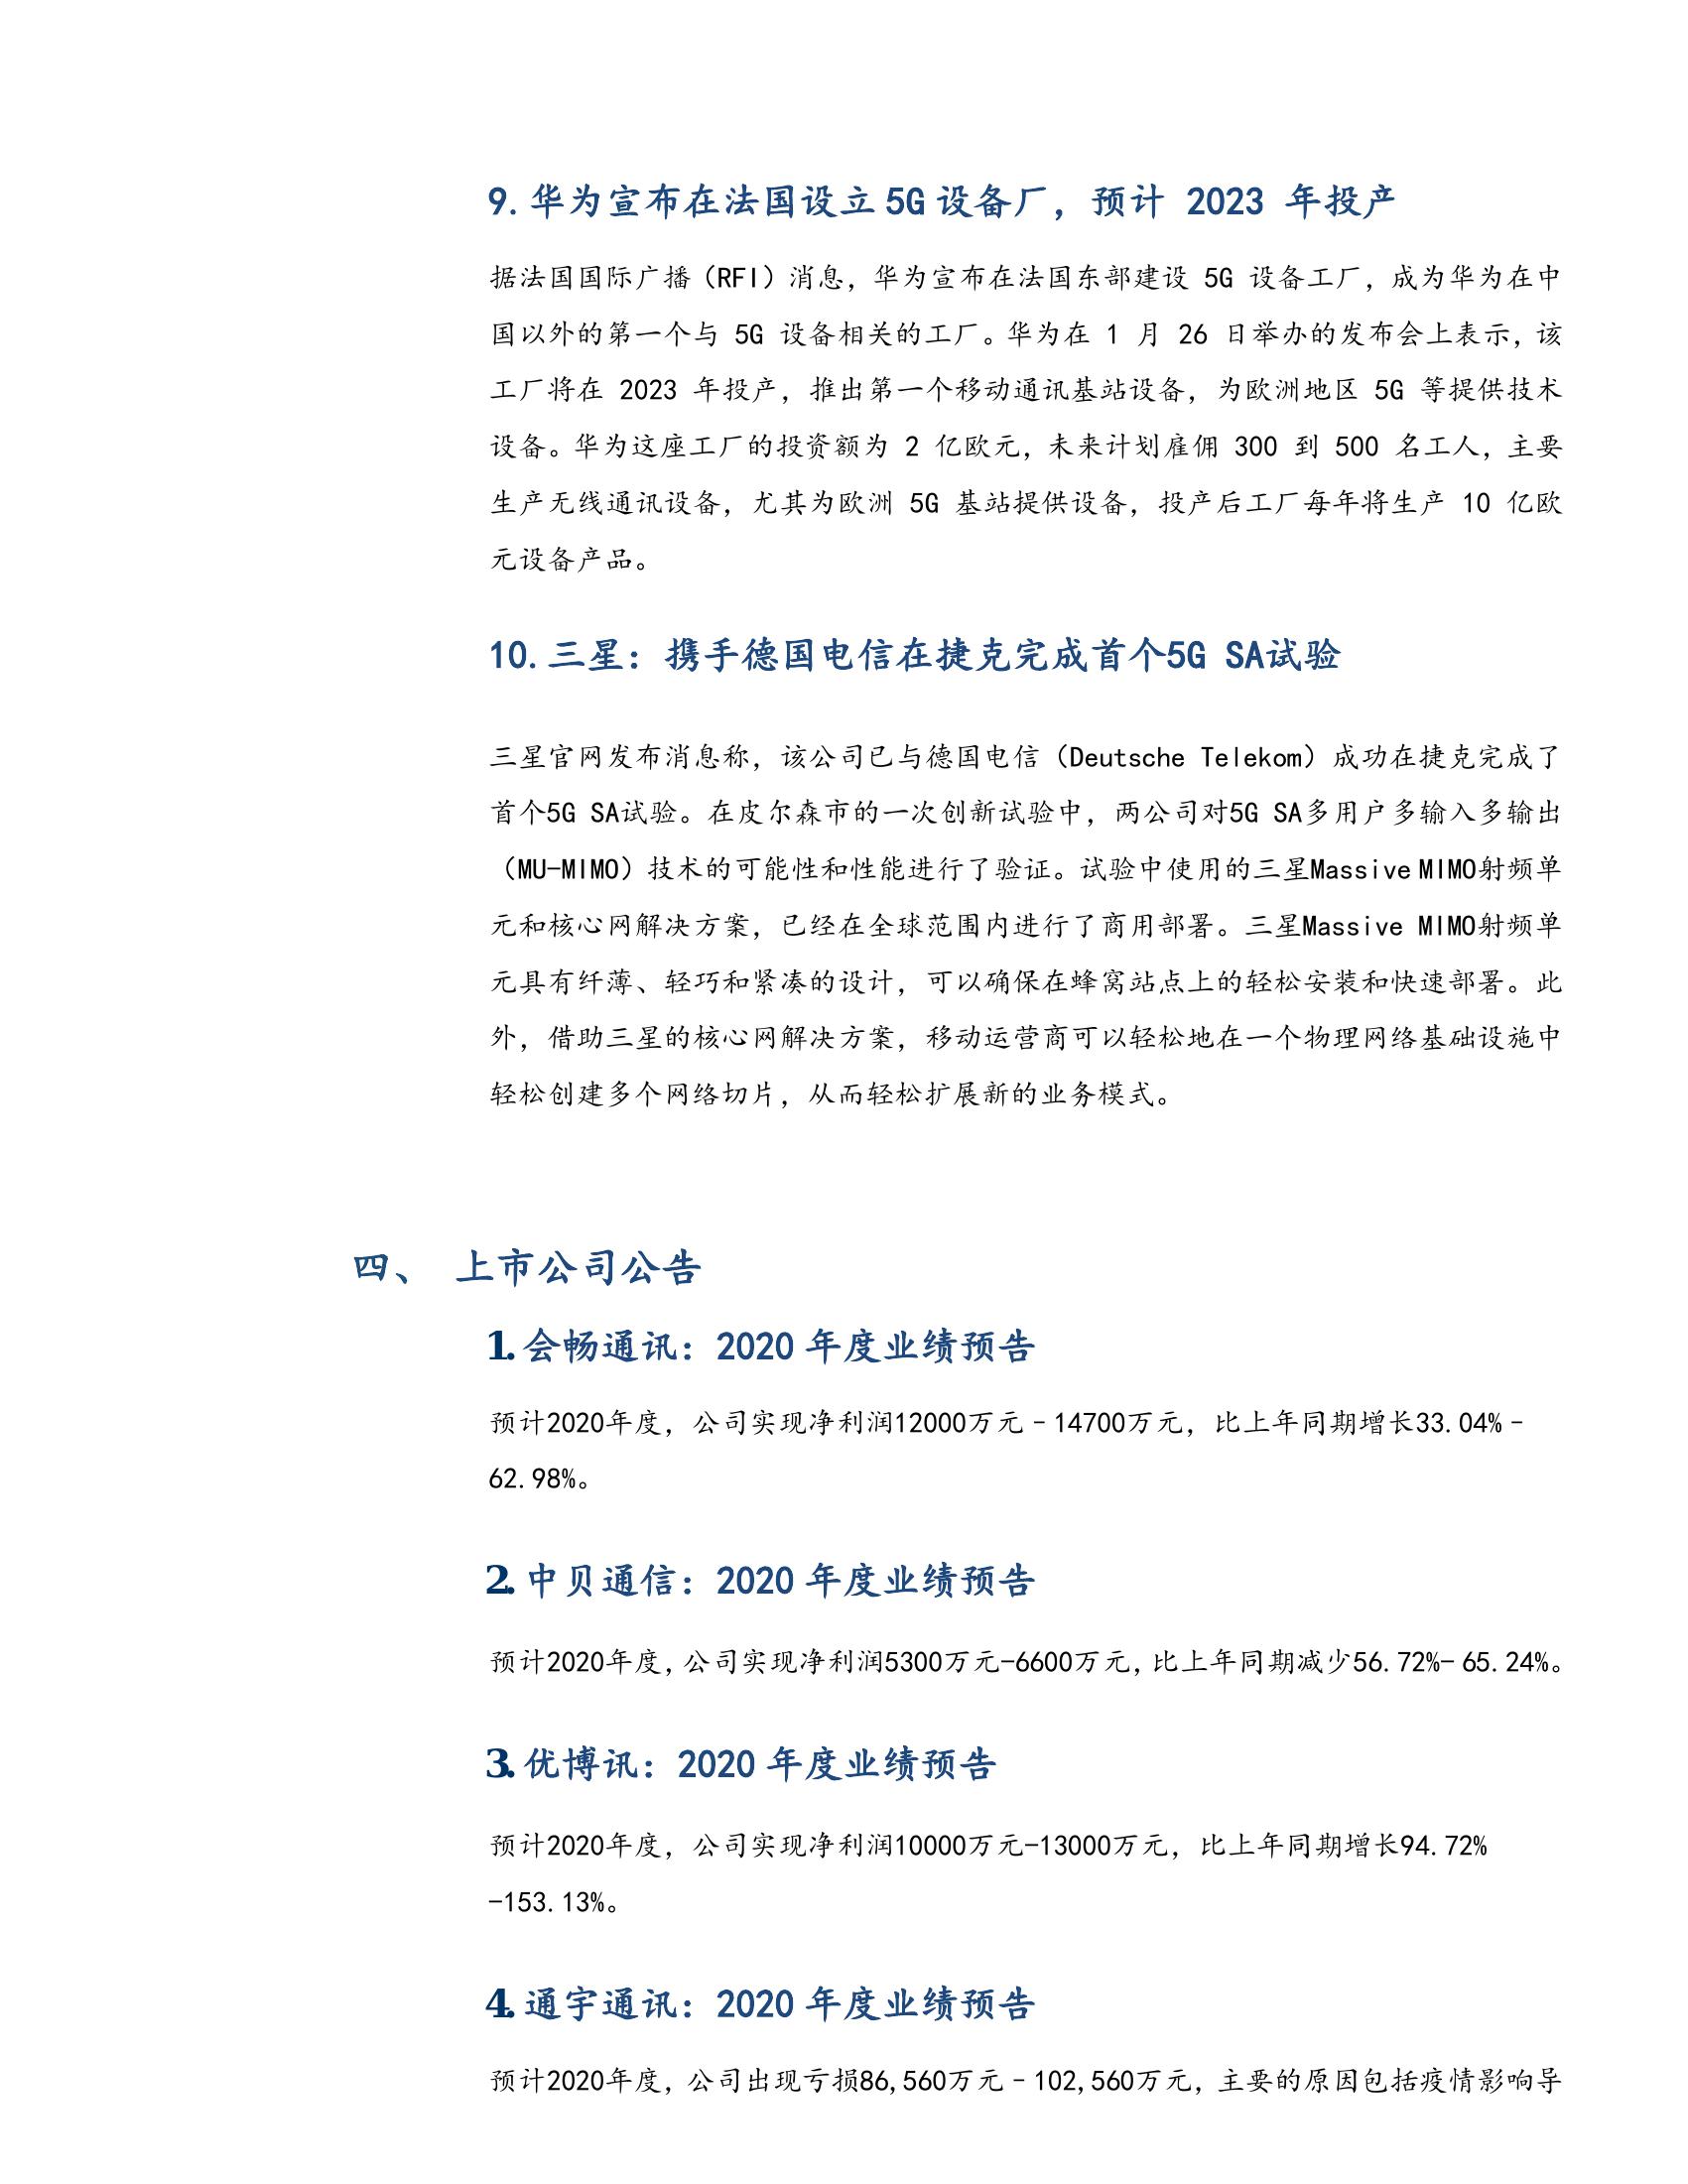 9.华为宣布在法国设立5G设备厂，预计 2023 年投产
据法国国际广播（RFI）消息，华为宣布在法国东部建设 5G 设备工厂，成为华为在中
国以外的第一个与 5G 设备相关的工厂。华为在 1 月 26 日举办的发布会上表示，该
工厂将在 2023 年投产，推出第一个移动通讯基站设备，为欧洲地区 5G 等提供技术
设备。华为这座工厂的投资额为 2 亿欧元，未来计划雇佣 300 到 500 名工人，主要
生产无线通讯设备，尤其为欧洲 5G 基站提供设备，投产后工厂每年将生产 10 亿欧
元设备产品。
10.三星：携手德国电信在捷克完成首个5G SA试验
三星官网发布消息称，该公司已与德国电信（Deutsche Telekom）成功在捷克完成了
首个5G SA试验。在皮尔森市的一次创新试验中，两公司对5G SA多用户多输入多输出
（MU-MIMO）技术的可能性和性能进行了验证。试验中使用的三星Massive MIMO射频单
元和核心网解决方案，已经在全球范围内进行了商用部署。三星Massive MIMO射频单
元具有纤薄、轻巧和紧凑的设计，可以确保在蜂窝站点上的轻松安装和快速部署。此
外，借助三星的核心网解决方案，移动运营商可以轻松地在一个物理网络基础设施中
轻松创建多个网络切片，从而轻松扩展新的业务模式。
四、 上市公司公告
1.会畅通讯：2020 年度业绩预告
预计2020年度，公司实现净利润12000万元–14700万元，比上年同期增长33.04%–
62.98%。
2.中贝通信：2020 年度业绩预告
预计2020年度,公司实现净利润5300万元-6600万元,比上年同期减少56.72%-65.24%。
3.优博讯：2020 年度业绩预告
预计2020年度，公司实现净利润10000万元-13000万元，比上年同期增长94.72%
-153.13%。
4.通宇通讯：2020 年度业绩预告
预计2020年度,公司出现亏损86,560万元–102,560万元，主要的原因包括疫情影响导